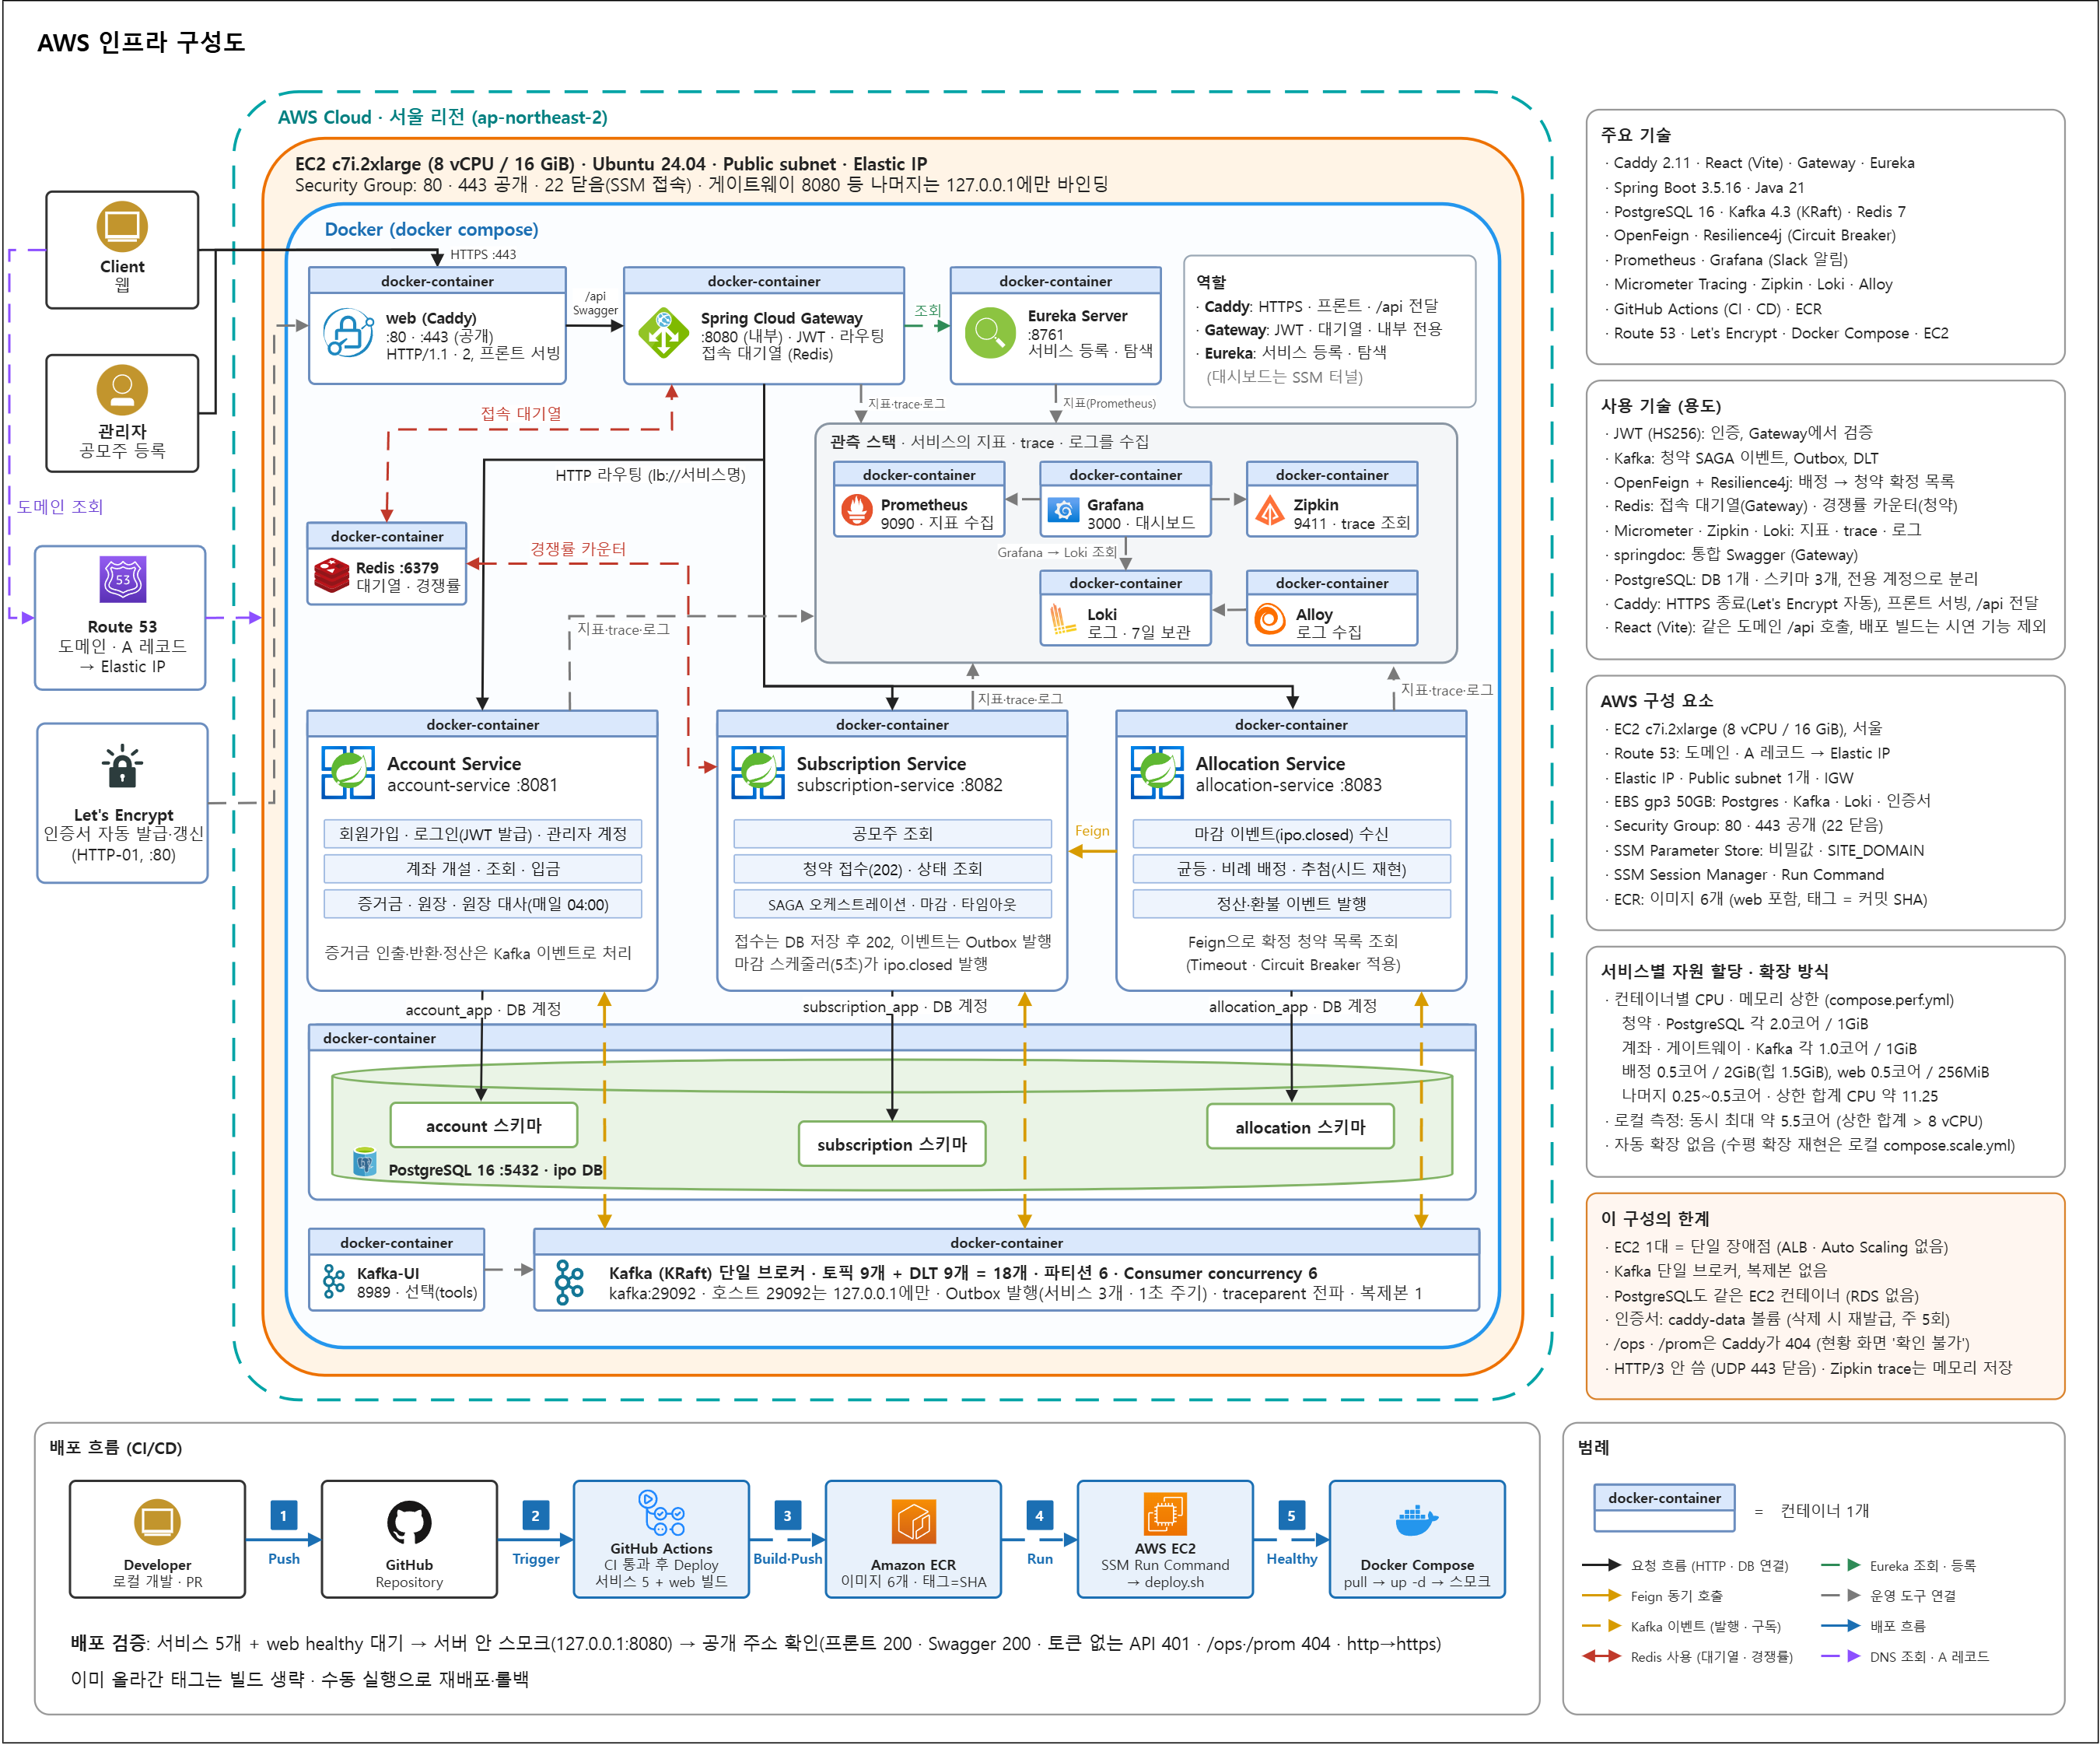 AWS 인프라 구성도
AWS Cloud · 서울 리전 (ap-northeast-2)
EC2 c7i.2xlarge (8 vCPU / 16 GiB) · Ubuntu 24.04 · Public subnet · Elastic IP
Security Group: 80 · 443 공개 · 22 닫음(SSM 접속) · 게이트웨이 8080 등 나머지는 127.0.0.1에만 바인딩
Docker (docker compose)
Client
웹
관리자
공모주 등록
도메인 조회
Route 53
도메인 · A 레코드
→ Elastic IP
Let's Encrypt
인증서 자동 발급·갱신
(HTTP-01, :80)
HTTPS :443
docker-container
web (Caddy)
:80 · :443 (공개)
HTTP/1.1 · 2, 프론트 서빙
/api
Swagger
docker-container
Spring Cloud Gateway
:8080 (내부) · JWT · 라우팅
접속 대기열 (Redis)
조회
docker-container
Eureka Server
:8761
서비스 등록 · 탐색
역할
· Caddy: HTTPS · 프론트 · /api 전달
· Gateway: JWT · 대기열 · 내부 전용
· Eureka: 서비스 등록 · 탐색
(대시보드는 SSM 터널)
접속 대기열
지표·trace·로그
지표(Prometheus)
HTTP 라우팅 (lb://서비스명)
관측 스택 · 서비스의 지표 · trace · 로그를 수집
docker-container
Prometheus
9090 · 지표 수집
docker-container
Grafana
3000 · 대시보드
docker-container
Zipkin
9411 · trace 조회
Grafana → Loki 조회
docker-container
Loki
로그 · 7일 보관
docker-container
Alloy
로그 수집
docker-container
Redis :6379
대기열 · 경쟁률
경쟁률 카운터
지표·trace·로그
지표·trace·로그
지표·trace·로그
docker-container
Account Service
account-service :8081
회원가입 · 로그인(JWT 발급) · 관리자 계정
계좌 개설 · 조회 · 입금
증거금 · 원장 · 원장 대사(매일 04:00)
증거금 인출·반환·정산은 Kafka 이벤트로 처리
docker-container
Subscription Service
subscription-service :8082
공모주 조회
청약 접수(202) · 상태 조회
SAGA 오케스트레이션 · 마감 · 타임아웃
접수는 DB 저장 후 202, 이벤트는 Outbox 발행
마감 스케줄러(5초)가 ipo.closed 발행
Feign
docker-container
Allocation Service
allocation-service :8083
마감 이벤트(ipo.closed) 수신
균등 · 비례 배정 · 추첨(시드 재현)
정산·환불 이벤트 발행
Feign으로 확정 청약 목록 조회
(Timeout · Circuit Breaker 적용)
account_app · DB 계정
subscription_app · DB 계정
allocation_app · DB 계정
docker-container
account 스키마
subscription 스키마
allocation 스키마
PostgreSQL 16 :5432 · ipo DB
docker-container
Kafka-UI
8989 · 선택(tools)
docker-container
Kafka (KRaft) 단일 브로커 · 토픽 9개 + DLT 9개 = 18개 · 파티션 6 · Consumer concurrency 6
kafka:29092 · 호스트 29092는 127.0.0.1에만 · Outbox 발행(서비스 3개 · 1초 주기) · traceparent 전파 · 복제본 1
주요 기술
· Caddy 2.11 · React (Vite) · Gateway · Eureka
· Spring Boot 3.5.16 · Java 21
· PostgreSQL 16 · Kafka 4.3 (KRaft) · Redis 7
· OpenFeign · Resilience4j (Circuit Breaker)
· Prometheus · Grafana (Slack 알림)
· Micrometer Tracing · Zipkin · Loki · Alloy
· GitHub Actions (CI · CD) · ECR
· Route 53 · Let's Encrypt · Docker Compose · EC2
사용 기술 (용도)
· JWT (HS256): 인증, Gateway에서 검증
· Kafka: 청약 SAGA 이벤트, Outbox, DLT
· OpenFeign + Resilience4j: 배정 → 청약 확정 목록
· Redis: 접속 대기열(Gateway) · 경쟁률 카운터(청약)
· Micrometer · Zipkin · Loki: 지표 · trace · 로그
· springdoc: 통합 Swagger (Gateway)
· PostgreSQL: DB 1개 · 스키마 3개, 전용 계정으로 분리
· Caddy: HTTPS 종료(Let's Encrypt 자동), 프론트 서빙, /api 전달
· React (Vite): 같은 도메인 /api 호출, 배포 빌드는 시연 기능 제외
AWS 구성 요소
· EC2 c7i.2xlarge (8 vCPU / 16 GiB), 서울
· Route 53: 도메인 · A 레코드 → Elastic IP
· Elastic IP · Public subnet 1개 · IGW
· EBS gp3 50GB: Postgres · Kafka · Loki · 인증서
· Security Group: 80 · 443 공개 (22 닫음)
· SSM Parameter Store: 비밀값 · SITE_DOMAIN
· SSM Session Manager · Run Command
· ECR: 이미지 6개 (web 포함, 태그 = 커밋 SHA)
서비스별 자원 할당 · 확장 방식
· 컨테이너별 CPU · 메모리 상한 (compose.perf.yml)
청약 · PostgreSQL 각 2.0코어 / 1GiB
계좌 · 게이트웨이 · Kafka 각 1.0코어 / 1GiB
배정 0.5코어 / 2GiB(힙 1.5GiB), web 0.5코어 / 256MiB
나머지 0.25~0.5코어 · 상한 합계 CPU 약 11.25
· 로컬 측정: 동시 최대 약 5.5코어 (상한 합계 > 8 vCPU)
· 자동 확장 없음 (수평 확장 재현은 로컬 compose.scale.yml)
이 구성의 한계
· EC2 1대 = 단일 장애점 (ALB · Auto Scaling 없음)
· Kafka 단일 브로커, 복제본 없음
· PostgreSQL도 같은 EC2 컨테이너 (RDS 없음)
· 인증서: caddy-data 볼륨 (삭제 시 재발급, 주 5회)
· /ops · /prom은 Caddy가 404 (현황 화면 '확인 불가')
· HTTP/3 안 씀 (UDP 443 닫음) · Zipkin trace는 메모리 저장
배포 흐름 (CI/CD)
Developer
로컬 개발 · PR
1
Push
GitHub
Repository
2
Trigger
GitHub Actions
CI 통과 후 Deploy
서비스 5 + web 빌드
3
Build·Push
Amazon ECR
이미지 6개 · 태그=SHA
4
Run
AWS EC2
SSM Run Command
→ deploy.sh
5
Healthy
Docker Compose
pull → up -d → 스모크
배포 검증: 서비스 5개 + web healthy 대기 → 서버 안 스모크(127.0.0.1:8080) → 공개 주소 확인(프론트 200 · Swagger 200 · 토큰 없는 API 401 · /ops·/prom 404 · http→https)
이미 올라간 태그는 빌드 생략 · 수동 실행으로 재배포·롤백
범례
docker-container
= 컨테이너 1개
요청 흐름 (HTTP · DB 연결)
Eureka 조회 · 등록
Feign 동기 호출
운영 도구 연결
Kafka 이벤트 (발행 · 구독)
배포 흐름
Redis 사용 (대기열 · 경쟁률)
DNS 조회 · A 레코드